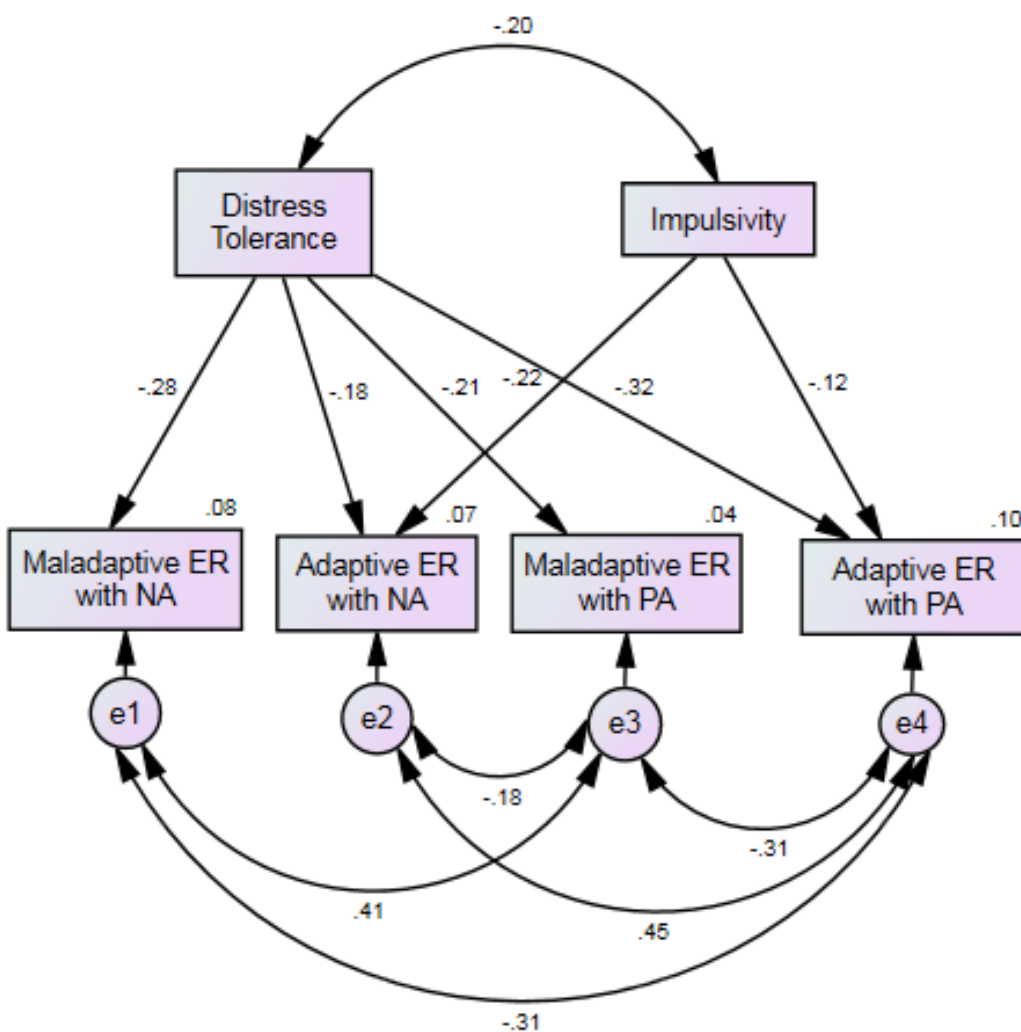 -.20
Distress
Tolerance
Impulsivity
-.28
-.18
-.21
-.22
-.32
-.12
.08
.07
.04
.10
Maladaptive ER
with NA
Adaptive ER
with NA
Maladaptive ER
with PA
Adaptive ER
with PA
e1
e2
e3
e4
-.18
-.31
.41
.45
-.31